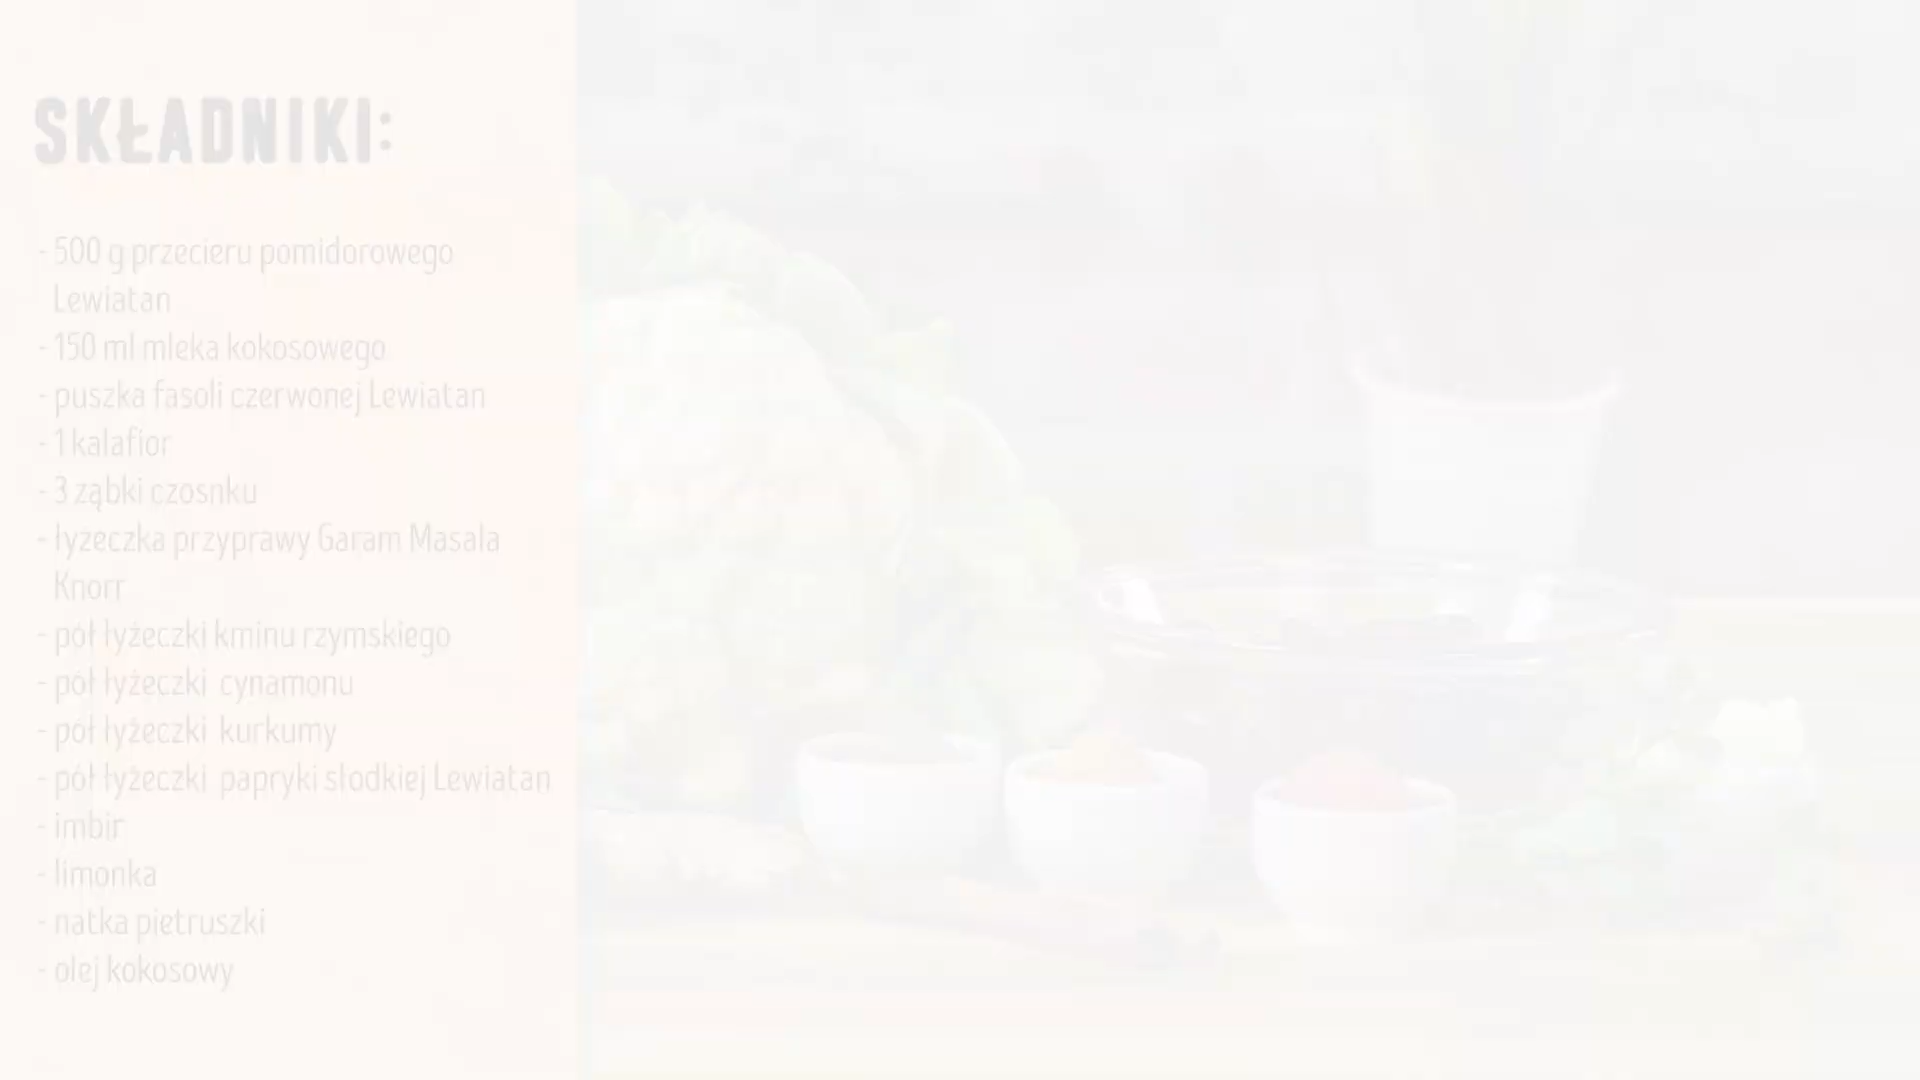 SKŁADNIKI:
- 500 g przecieru pomidorowego
Lewiatan
- 150 ml mleka kokosowego
- puszka fasoli czerwonej Lewiatan
- 1 kalafior
- 3 ząbki czosnku
- łyżeczka przyprawy Garam Masala
Knorr
- pół łyżeczki kminu rzymskiego
- pół łyżeczki cynamonu
- pół łyżeczki kurkumy
- pół łyżeczki papryki słodkiej Lewiatan
- imbir
- limonka
- natka pietruszki
- olej kokosowy